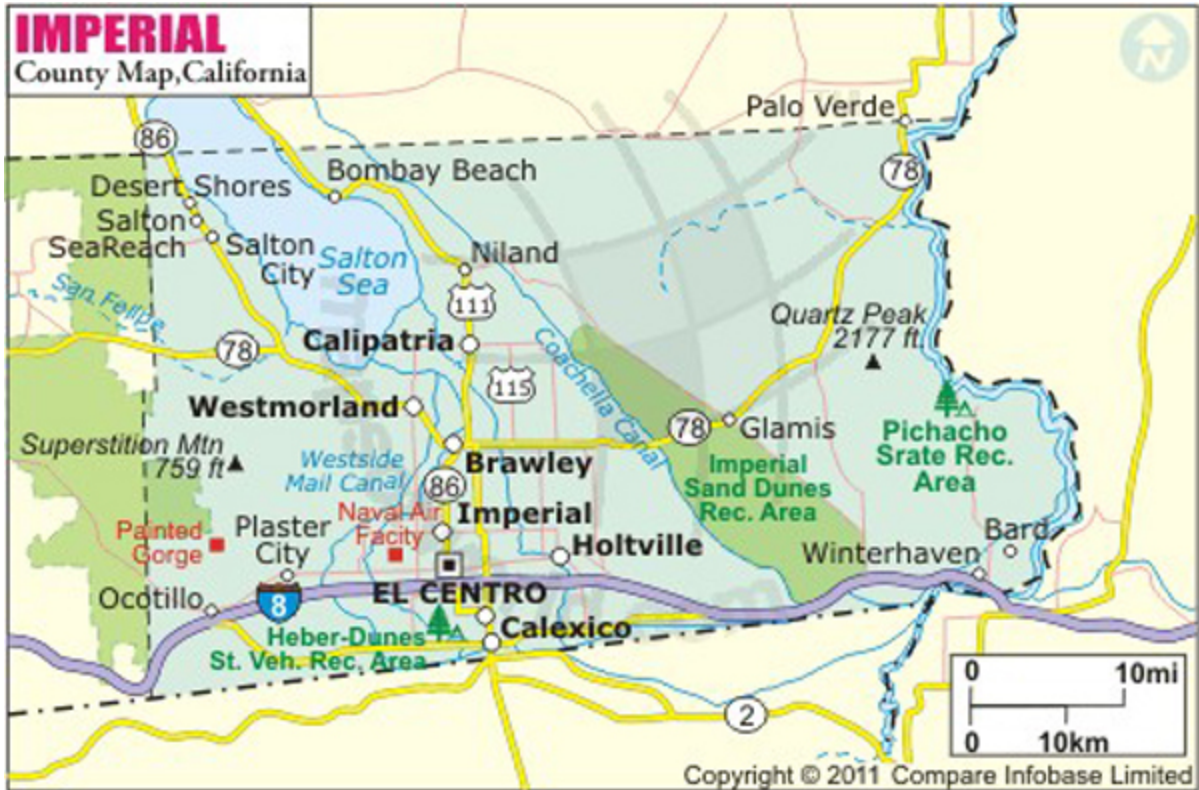 IMPERIAL
County Map,California
Palo Verde
86
78
Bombay Beach
Desert Shores
Salton
SeaReach
Salton
City
Salton
Sea
Niland
111
San Felipe
Quartz Peak
2177 ft.
78
Calipatria
Coachella Canal
115
Westmorland
78
Glamis
Pichacho
Srate Rec.
Area
Superstition Mtn
759 ft
Westside
Mail Canal
Brawley
Imperial
Sand Dunes
Rec. Area
86
Painted
Gorge
Plaster
City
Naval Air
Facity
Imperial
Holtville
Bard
Winterhaven
Ocotillo
8
EL CENTRO
Heber-Dunes
St. Veh. Rec. Area
Calexico
2
N
0 10mi
0 10km
Copyright © 2011 Compare Infobase Limited